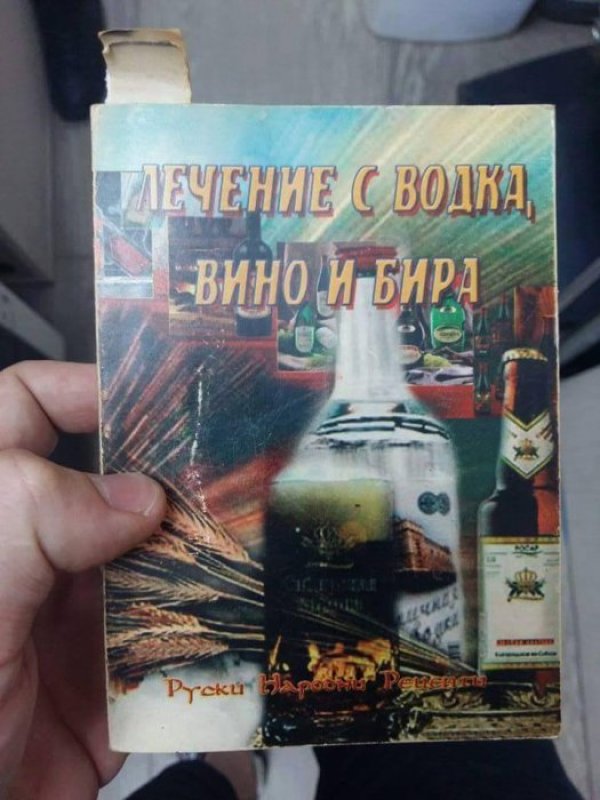 ЛЕЧЕНИЕ С ВОДКА,
ВИНО И БИРА
Руски Народни Рецепти